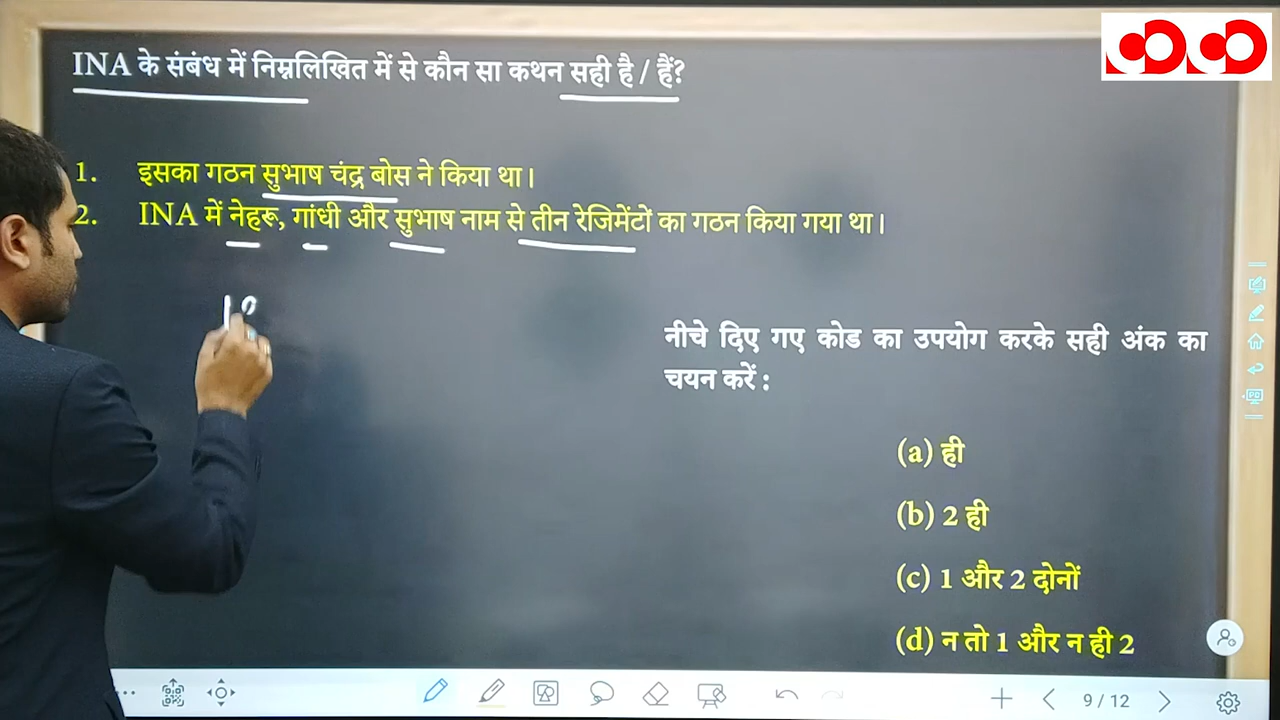 INA के संबंध में निम्नलिखित में से कौन सा कथन सही है / हैं?
1. इसका गठन सुभाष चंद्र बोस ने किया था।
2. INA में नेहरू, गांधी और सुभाष नाम से तीन रेजिमेंटों का गठन किया गया था।
नीचे दिए गए कोड का उपयोग करके सही अंक का
चयन करें :
(a) ही
(b) 2 ही
(c) 1 और 2 दोनों
(d) न तो 1 और न ही 2
9 / 12